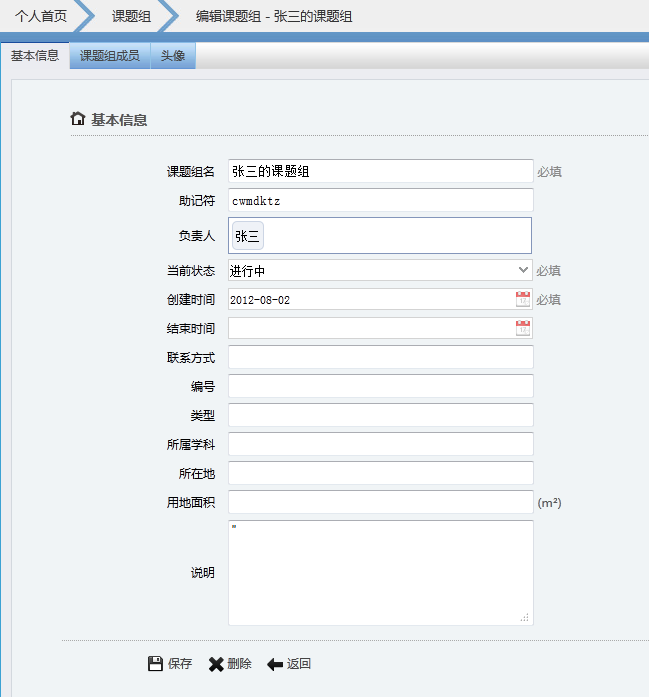 个人首页 课题组 编辑课题组 - 张三的课题组
基本信息 课题组成员 头像
基本信息
课题组名 张三的课题组 必填
助记符 cwmdktz
负责人 张三
当前状态 进行中 必填
创建时间 2012-08-02 必填
结束时间
联系方式
编号
类型
所属学科
所在地
用地面积 (m²)
说明
保存 删除 返回